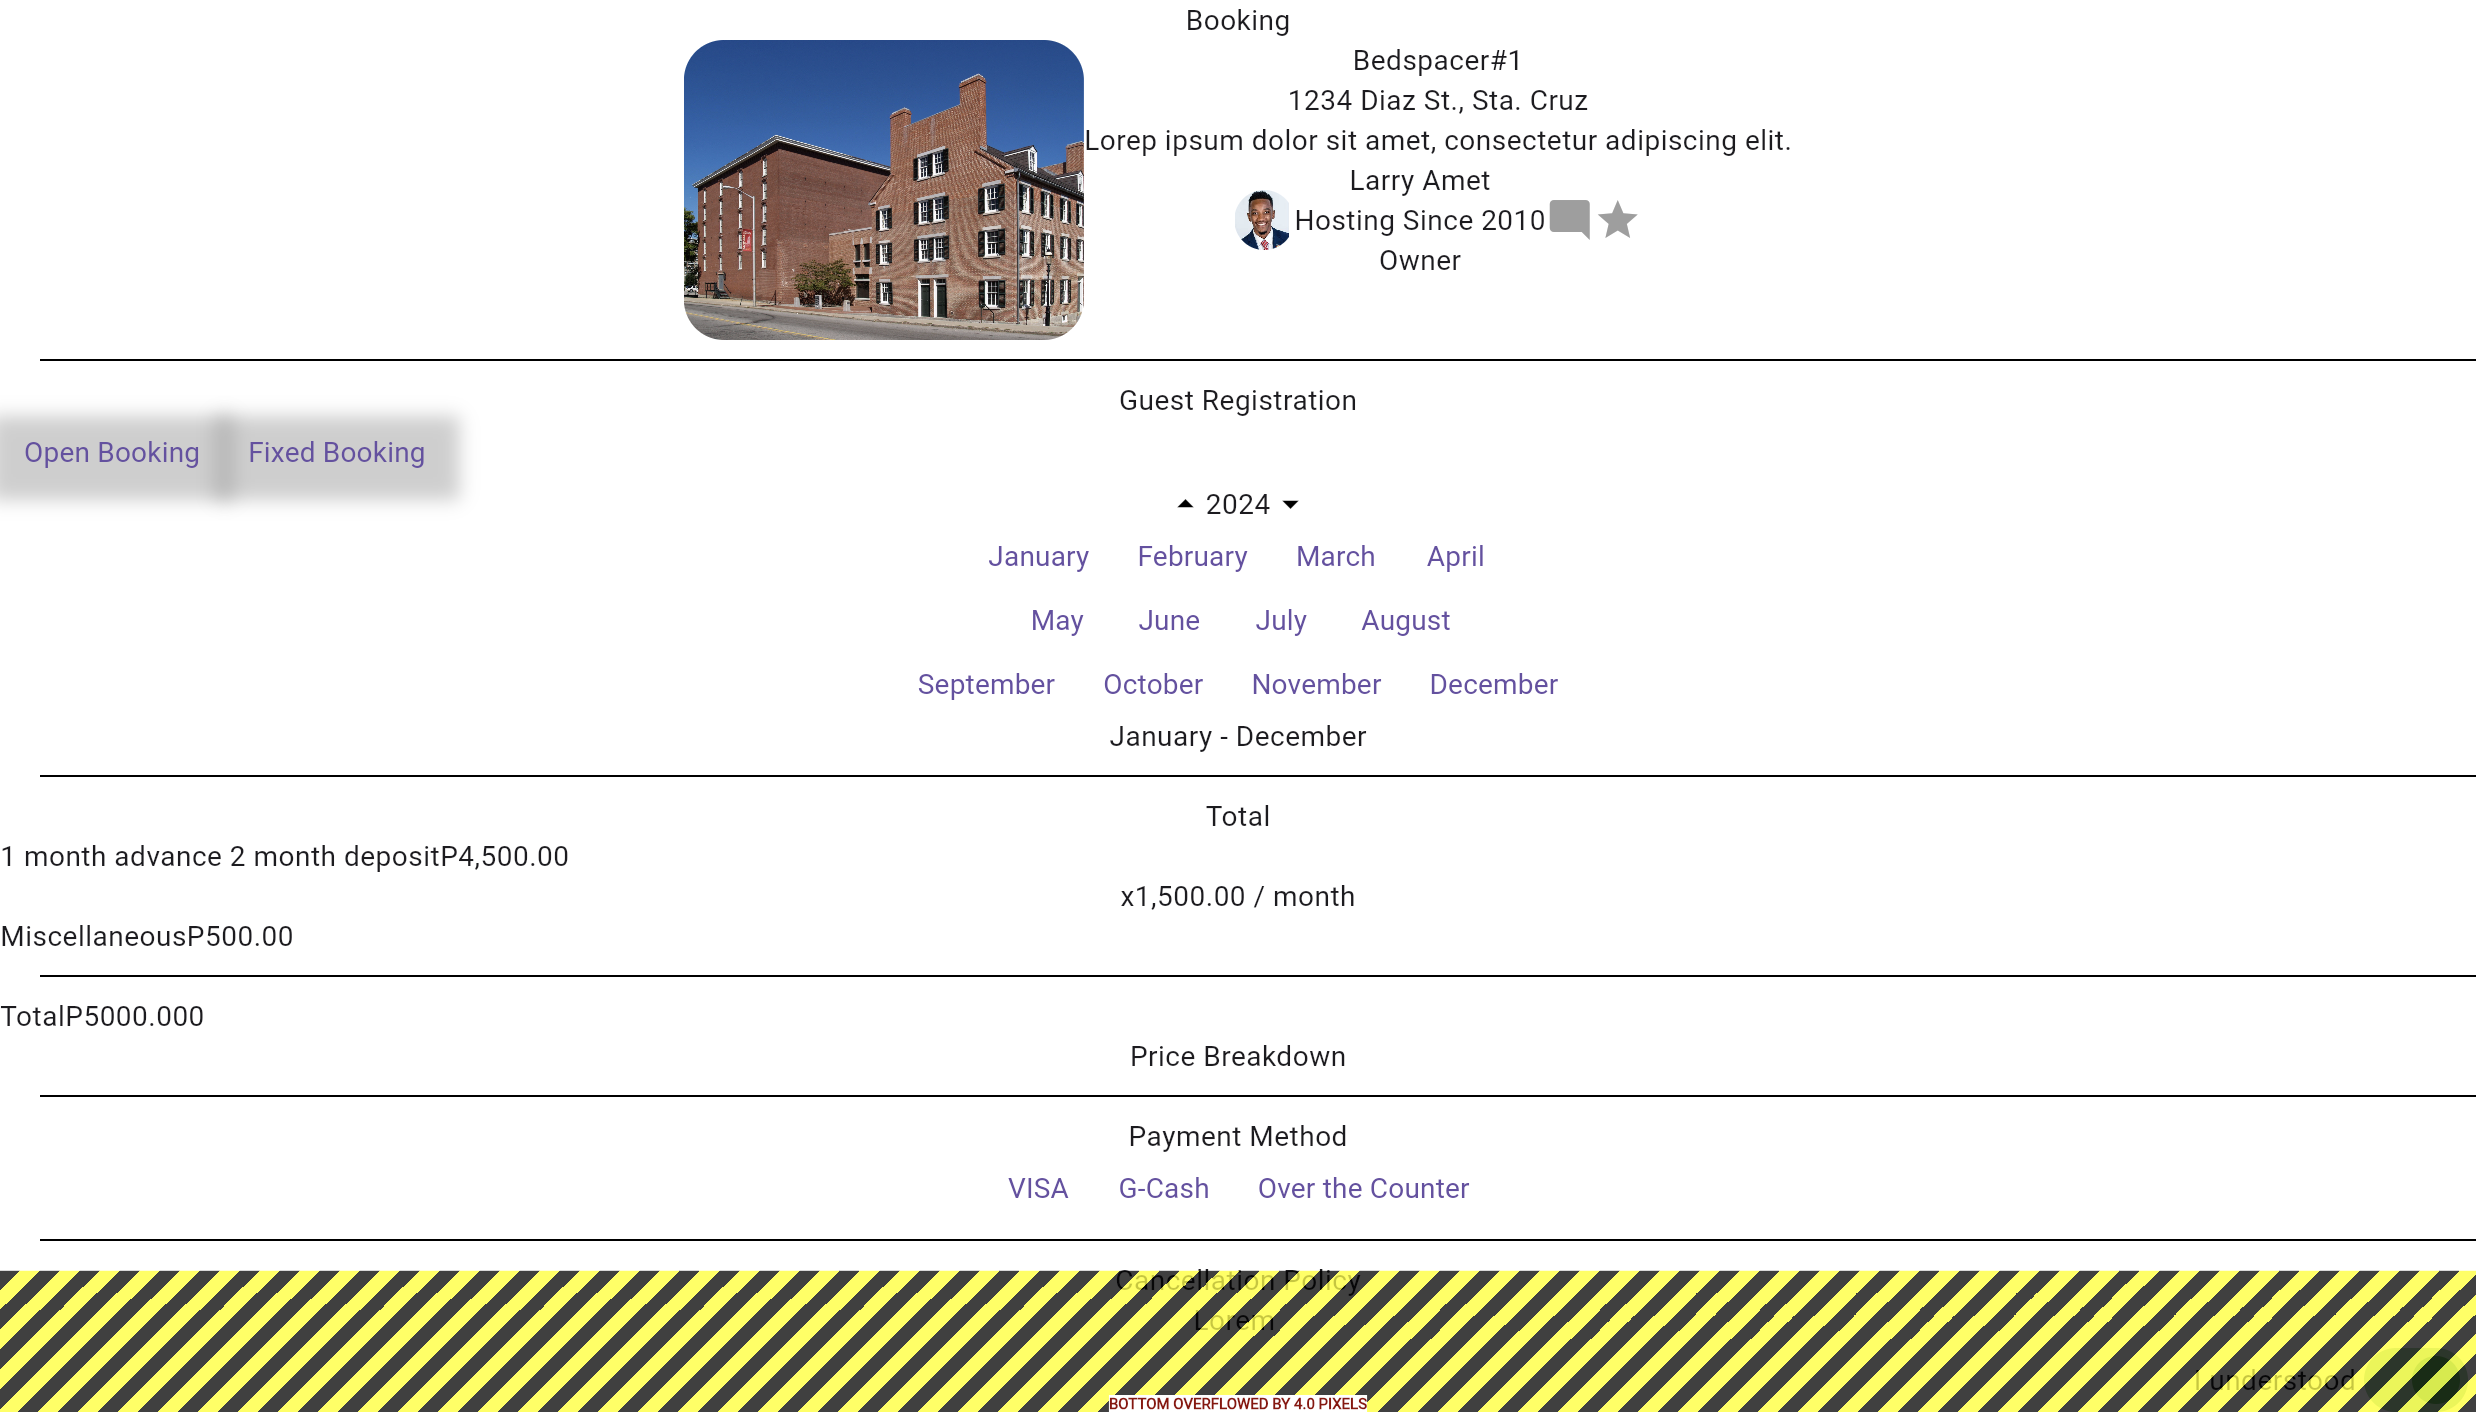 Booking
Bedspacer#1
1234 Diaz St., Sta. Cruz
Lorep ipsum dolor sit amet, consectetur adipiscing elit.
Larry Amet
Hosting Since 2010
Owner
Guest Registration
Open Booking Fixed Booking
2024
January February March April
May June July August
September October November December
January - December
Total
1 month advance 2 month depositP4,500.00
x1,500.00 / month
MiscellaneousP500.00
TotalP5000.000
Price Breakdown
Payment Method
VISA G-Cash Over the Counter
Cancellation Policy
Lorem
I understood
BOTTOM OVERFLOWED BY 4.0 PIXELS